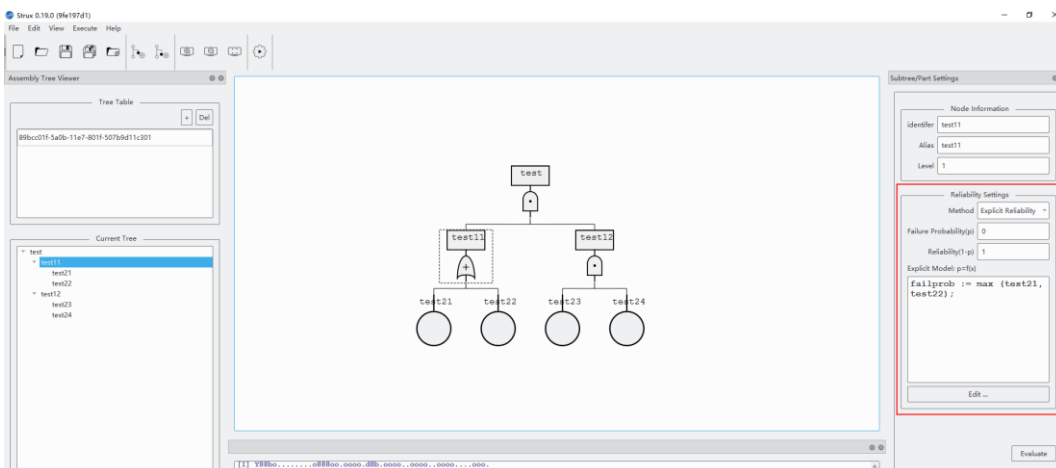 Strux 0.19.0 (9fe197d1)
File Edit View Execute Help
Assembly Tree Viewer
Tree Table
+ Del
89bcc01f-5a0b-11e7-801f-507b9d11c301
Current Tree
test
test11
test21
test22
test12
test23
test24
test
test11 test12
test21 test22 test23 test24
Subtree/Part Settings
Node Information
identifer test11
Alias test11
Level 1
Reliability Settings
Method Explicit Reliability
Failure Probability(p) 0
Reliability(1-p) 1
Explicit Model: p=f(x)
failprob := max (test21,
test22);
Edit ...
Evaluate